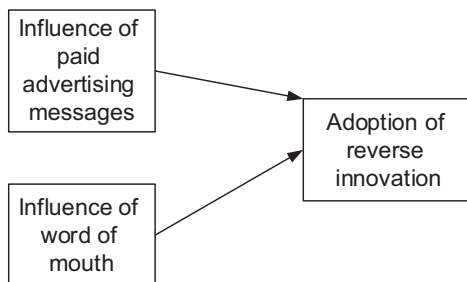 Influence of
paid
advertising
messages
Adoption of
reverse
innovation
Influence of
word of
mouth